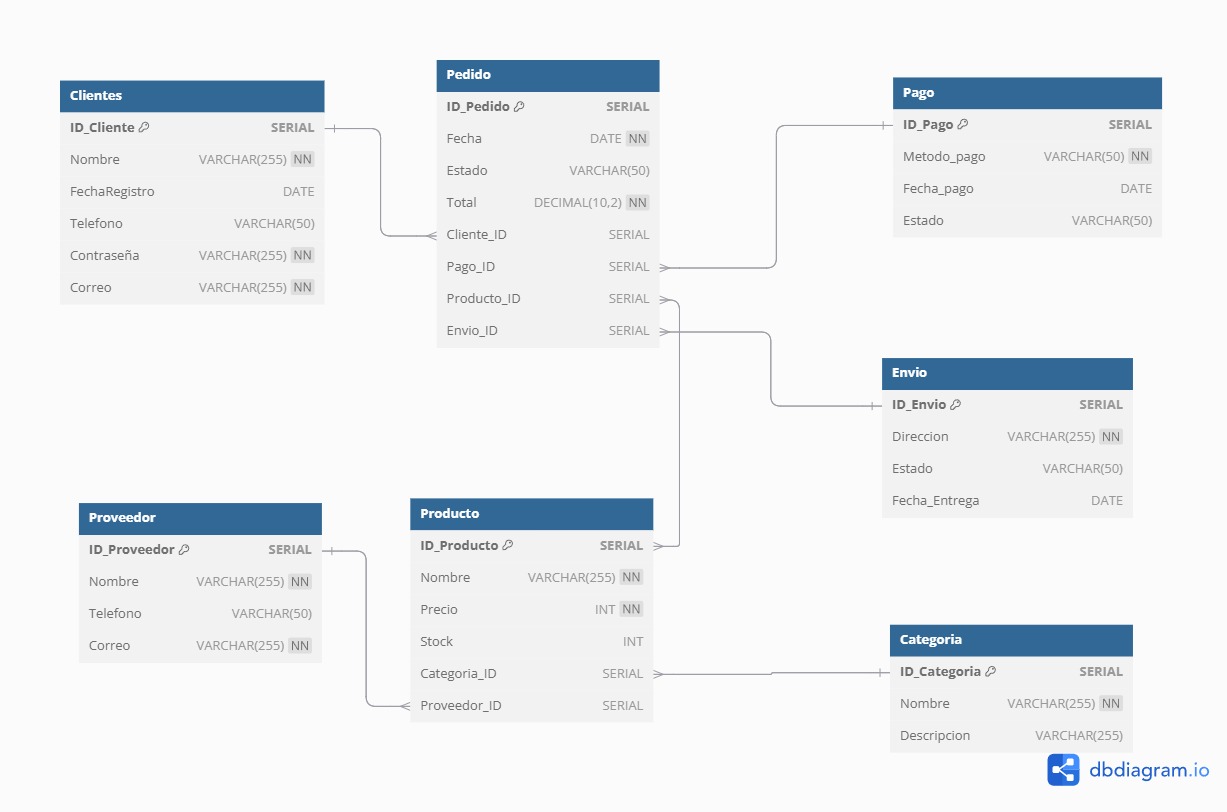 Clientes
ID_Cliente SERIAL
Nombre VARCHAR(255) NN
FechaRegistro DATE
Telefono VARCHAR(50)
Contraseña VARCHAR(255) NN
Correo VARCHAR(255) NN
Pedido
ID_Pedido SERIAL
Fecha DATE NN
Estado VARCHAR(50)
Total DECIMAL(10,2) NN
Cliente_ID SERIAL
Pago_ID SERIAL
Producto_ID SERIAL
Envio_ID SERIAL
Pago
ID_Pago SERIAL
Metodo_pago VARCHAR(50) NN
Fecha_pago DATE
Estado VARCHAR(50)
Envio
ID_Envio SERIAL
Direccion VARCHAR(255) NN
Estado VARCHAR(50)
Fecha_Entrega DATE
Proveedor
ID_Proveedor SERIAL
Nombre VARCHAR(255) NN
Telefono VARCHAR(50)
Correo VARCHAR(255) NN
Producto
ID_Producto SERIAL
Nombre VARCHAR(255) NN
Precio INT NN
Stock INT
Categoria_ID SERIAL
Proveedor_ID SERIAL
Categoria
ID_Categoria SERIAL
Nombre VARCHAR(255) NN
Descripcion VARCHAR(255)
dbdiagram.io